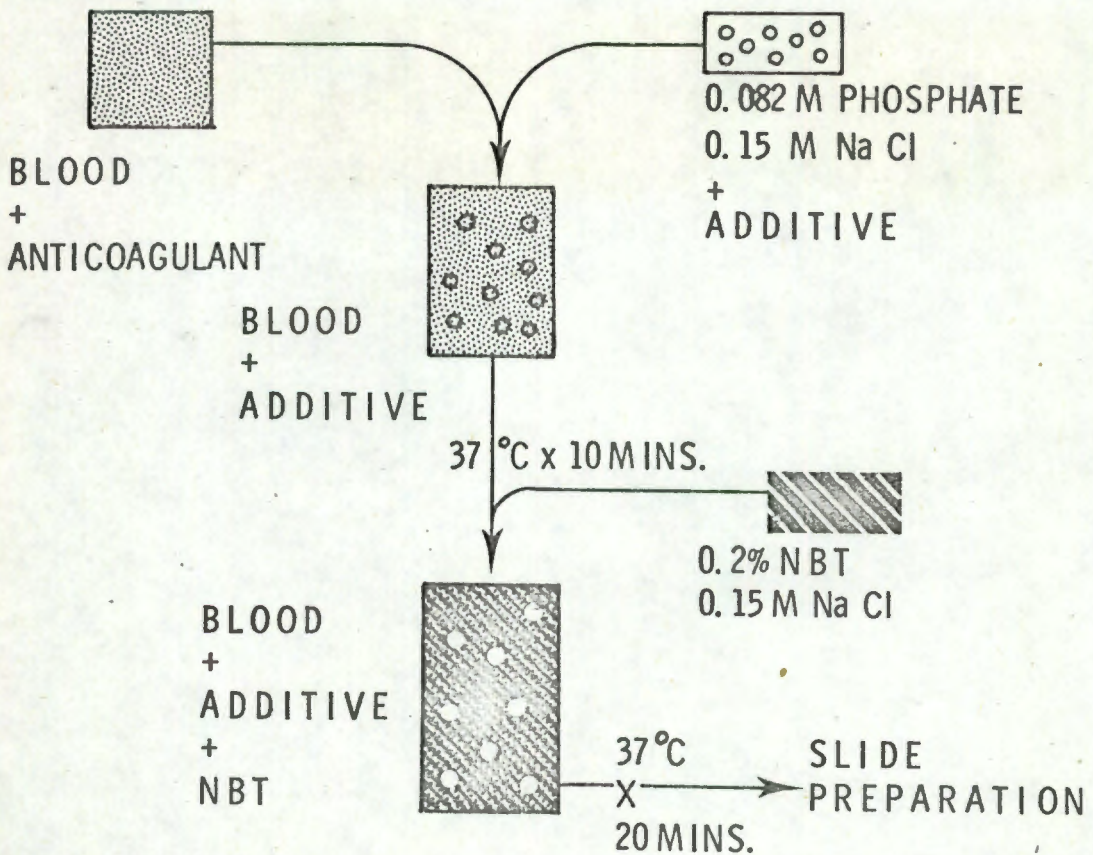 BLOOD
+
ANTICOAGULANT
0.082 M PHOSPHATE
0.15 M Na Cl
+
ADDITIVE
BLOOD
+
ADDITIVE
37 °C x 10 MINS.
0.2% NBT
0.15 M Na Cl
BLOOD
+
ADDITIVE
+
NBT
37°C
X
20 MINS.
SLIDE
PREPARATION